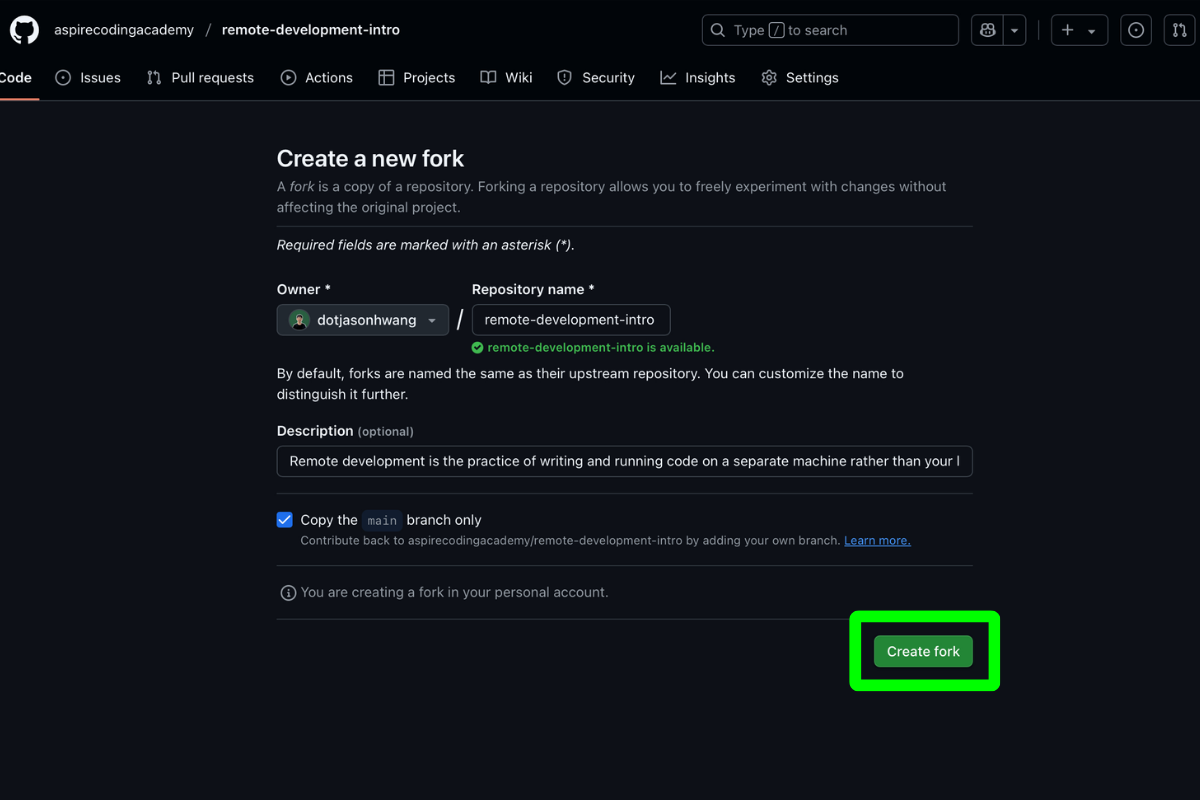 aspirecodingacademy / remote-development-intro
Type / to search
Code Issues Pull requests Actions Projects Wiki Security Insights Settings
Create a new fork
A fork is a copy of a repository. Forking a repository allows you to freely experiment with changes without
affecting the original project.
Required fields are marked with an asterisk (*).
Owner * Repository name *
dotjasonhwang / remote-development-intro
remote-development-intro is available.
By default, forks are named the same as their upstream repository. You can customize the name to
distinguish it further.
Description (optional)
Remote development is the practice of writing and running code on a separate machine rather than your l
Copy the main branch only
Contribute back to aspirecodingacademy/remote-development-intro by adding your own branch. Learn more.
You are creating a fork in your personal account.
Create fork